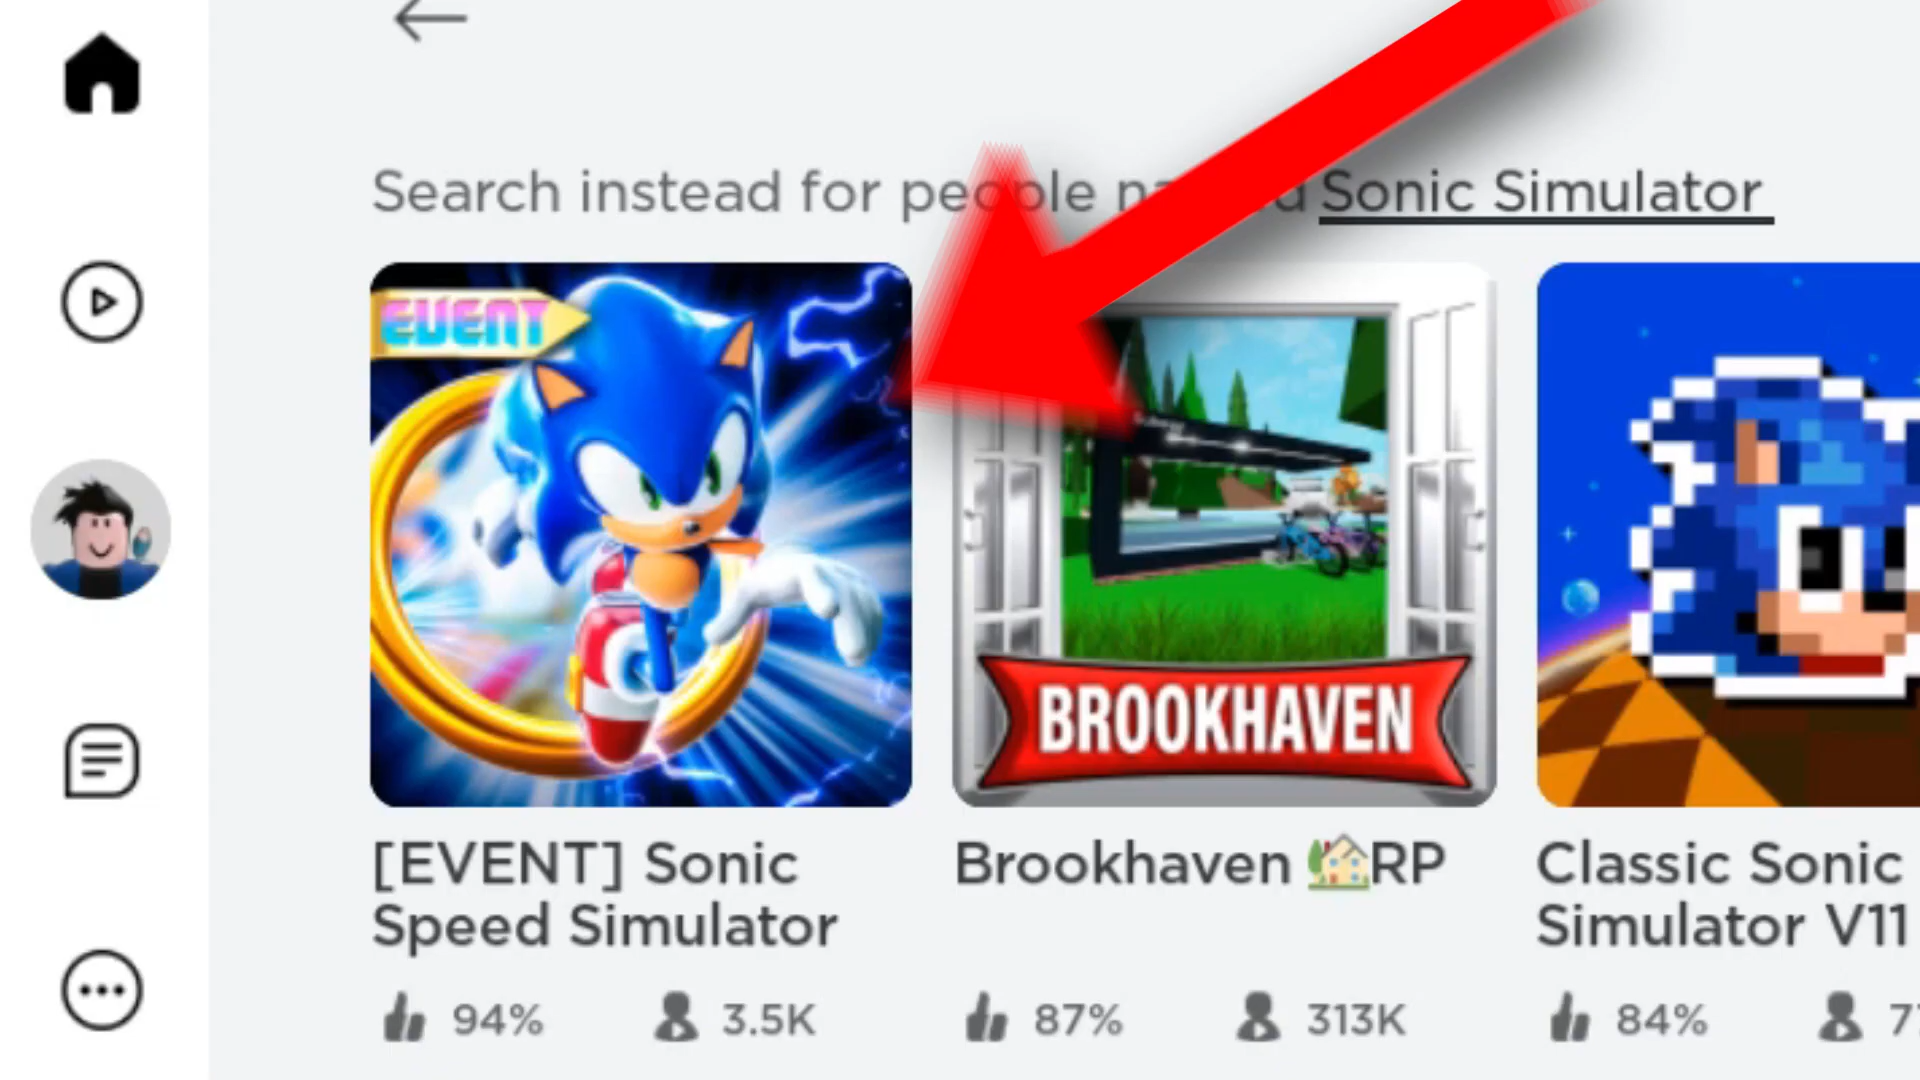 Search instead for people Sonic Simulator
EVENT
BROOKHAVEN
[EVENT] Sonic
Speed Simulator
Brookhaven 🏡RP
Classic Sonic
Simulator V11
94% 3.5K
87% 313K
84%